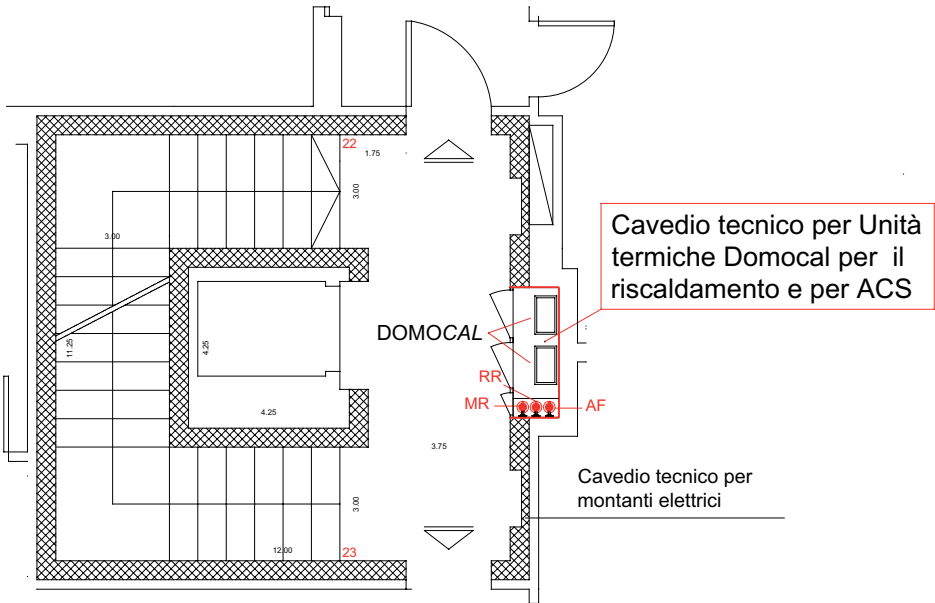 22
1.75
3.00
3.00
Cavedio tecnico per Unità
termiche Domocal per il
riscaldamento e per ACS
DOMOCAL
11.25
4.25
4.25
RR
MR
AF
3.75
Cavedio tecnico per
montanti elettrici
3.00
12.00
23